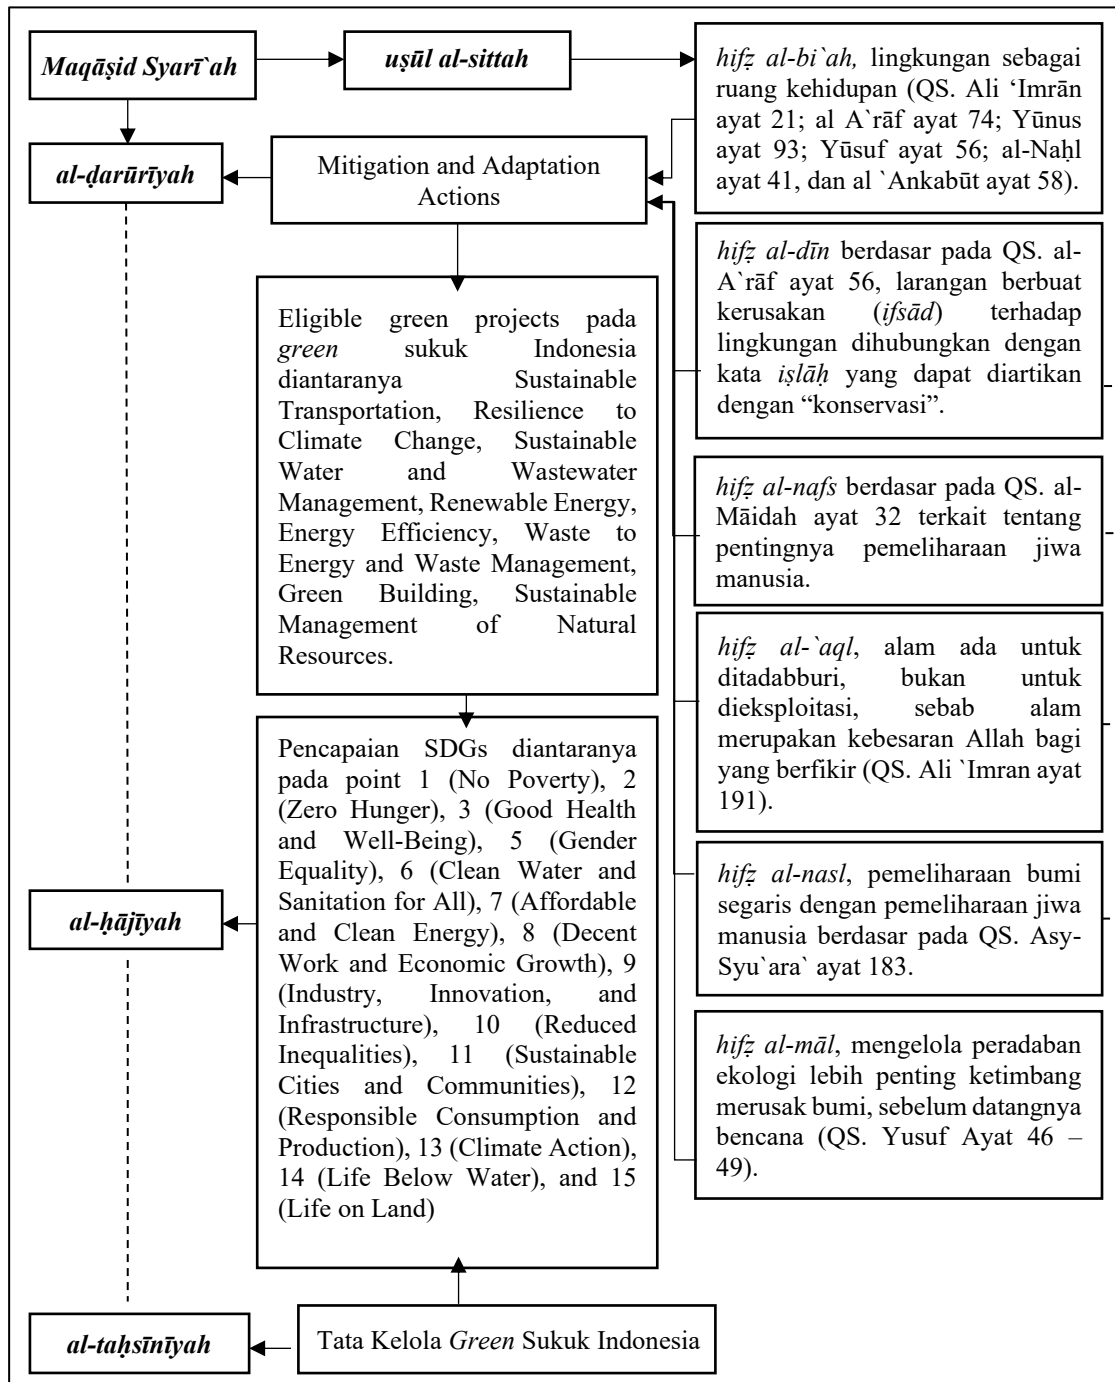 Maqāṣid Syarī`ah
uṣūl al-sittah
hifẓ al-bi`ah, lingkungan sebagai
ruang kehidupan (QS. Ali ‘Imrān
ayat 21; al A`rāf ayat 74; Yūnus
ayat 93; Yūsuf ayat 56; al-Naḥl
ayat 41, dan al `Ankabūt ayat 58).
al-ḍarūrīyah
Mitigation and Adaptation
Actions
hifẓ al-dīn berdasar pada QS. al-
A`rāf ayat 56, larangan berbuat
kerusakan (ifsād) terhadap
lingkungan dihubungkan dengan
kata iṣlāḥ yang dapat diartikan
dengan “konservasi”.
Eligible green projects pada
green sukuk Indonesia
diantaranya Sustainable
Transportation, Resilience to
Climate Change, Sustainable
Water and Wastewater
Management, Renewable Energy,
Energy Efficiency, Waste to
Energy and Waste Management,
Green Building, Sustainable
Management of Natural
Resources.
hifẓ al-nafs berdasar pada QS. al-
Māidah ayat 32 terkait tentang
pentingnya pemeliharaan jiwa
manusia.
hifẓ al-`aql, alam ada untuk
ditadabburi, bukan untuk
dieksploitasi, sebab alam
merupakan kebesaran Allah bagi
yang berfikir (QS. Ali `Imran ayat
191).
Pencapaian SDGs diantaranya
pada point 1 (No Poverty), 2
(Zero Hunger), 3 (Good Health
and Well-Being), 5 (Gender
Equality), 6 (Clean Water and
Sanitation for All), 7 (Affordable
and Clean Energy), 8 (Decent
Work and Economic Growth), 9
(Industry, Innovation, and
Infrastructure), 10 (Reduced
Inequalities), 11 (Sustainable
Cities and Communities), 12
(Responsible Consumption and
Production), 13 (Climate Action),
14 (Life Below Water), and 15
(Life on Land)
al-ḥājīyah
hifẓ al-nasl, pemeliharaan bumi
segaris dengan pemeliharaan jiwa
manusia berdasar pada QS. Asy-
Syu`ara` ayat 183.
hifẓ al-māl, mengelola peradaban
ekologi lebih penting ketimbang
merusak bumi, sebelum datangnya
bencana (QS. Yusuf Ayat 46 –
49).
al-taḥsīnīyah
Tata Kelola Green Sukuk Indonesia